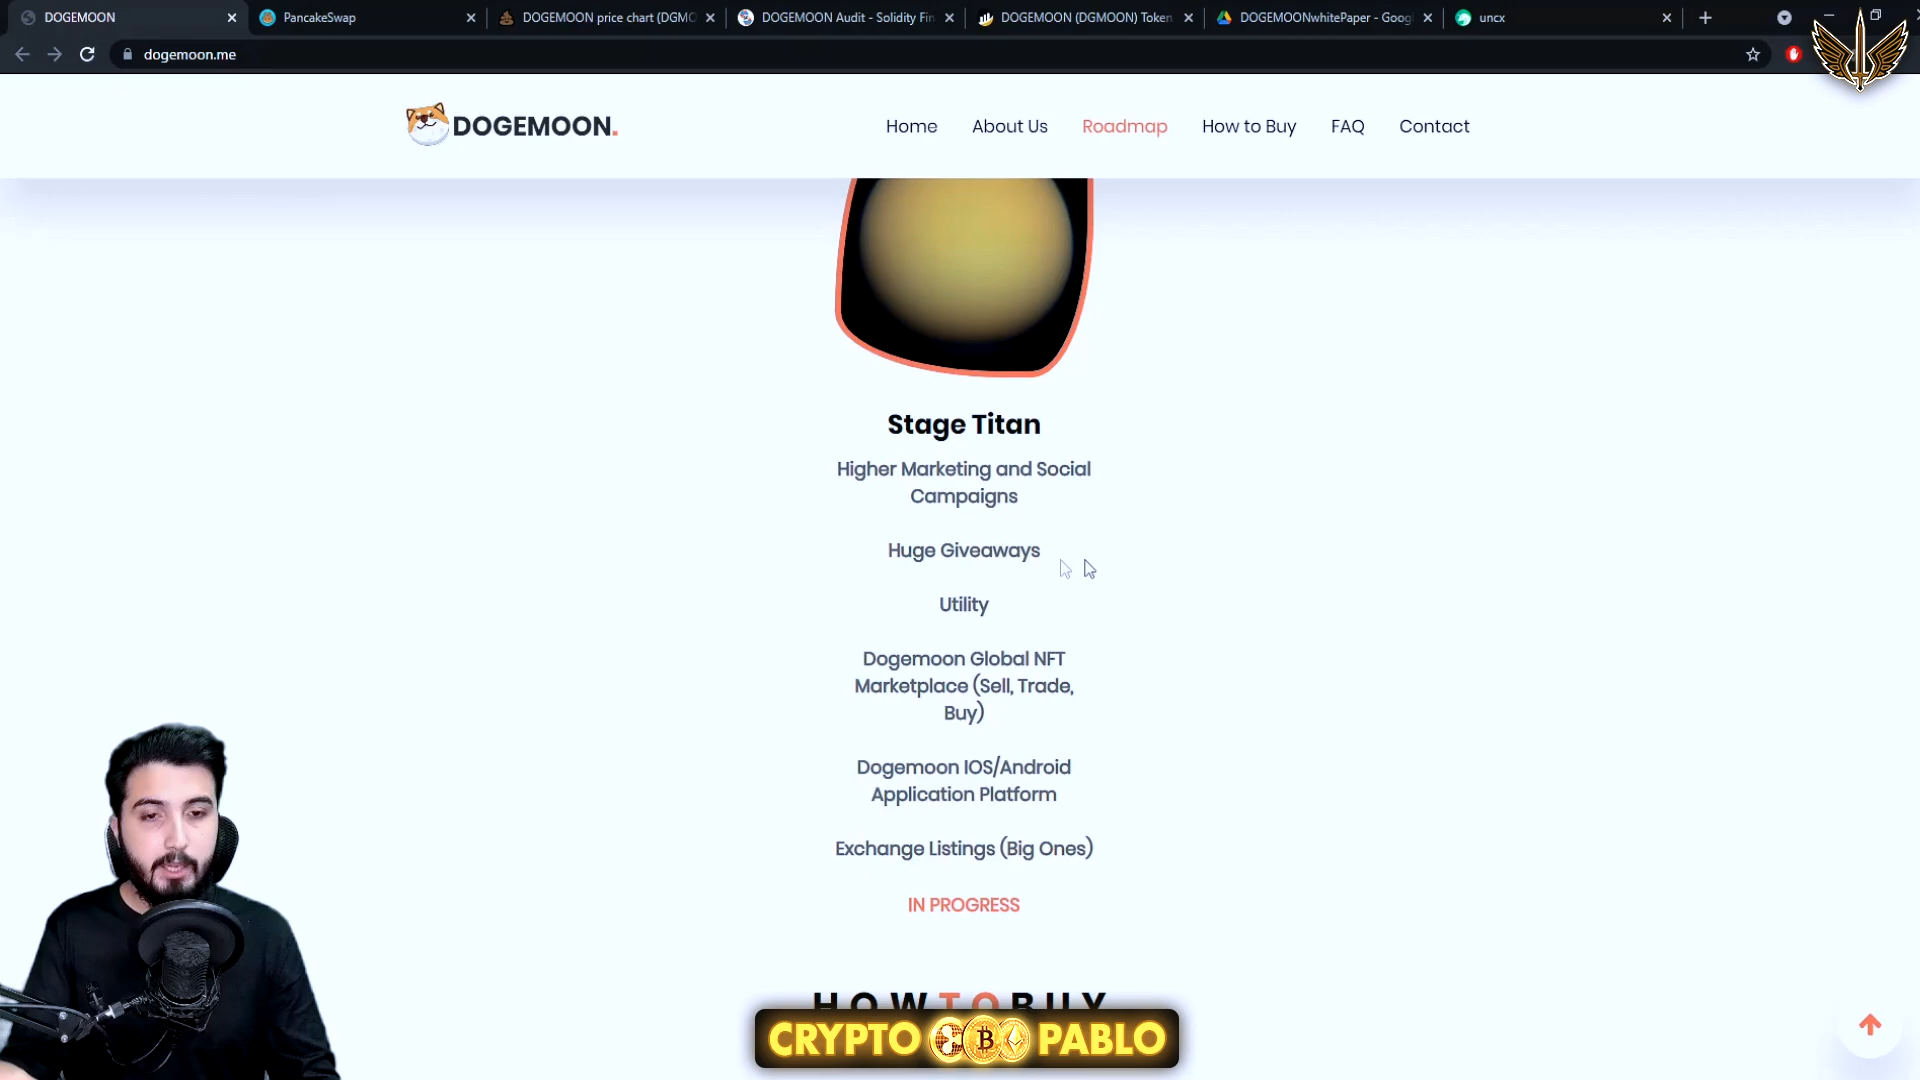 DOGEMOON
PancakeSwap
DOGEMOON price chart (DGMO
DOGEMOON Audit - Solidity Fin
DOGEMOON (DGMOON) Token
DOGEMOONwhitePaper - Goog
uncx
dogemoon.me
DOGEMOON.
Home
About Us
Roadmap
How to Buy
FAQ
Contact
Stage Titan
Higher Marketing and Social
Campaigns
Huge Giveaways
Utility
Dogemoon Global NFT
Marketplace (Sell, Trade,
Buy)
Dogemoon IOS/Android
Application Platform
Exchange Listings (Big Ones)
IN PROGRESS
HOW TO BUY
CRYPTO PABLO